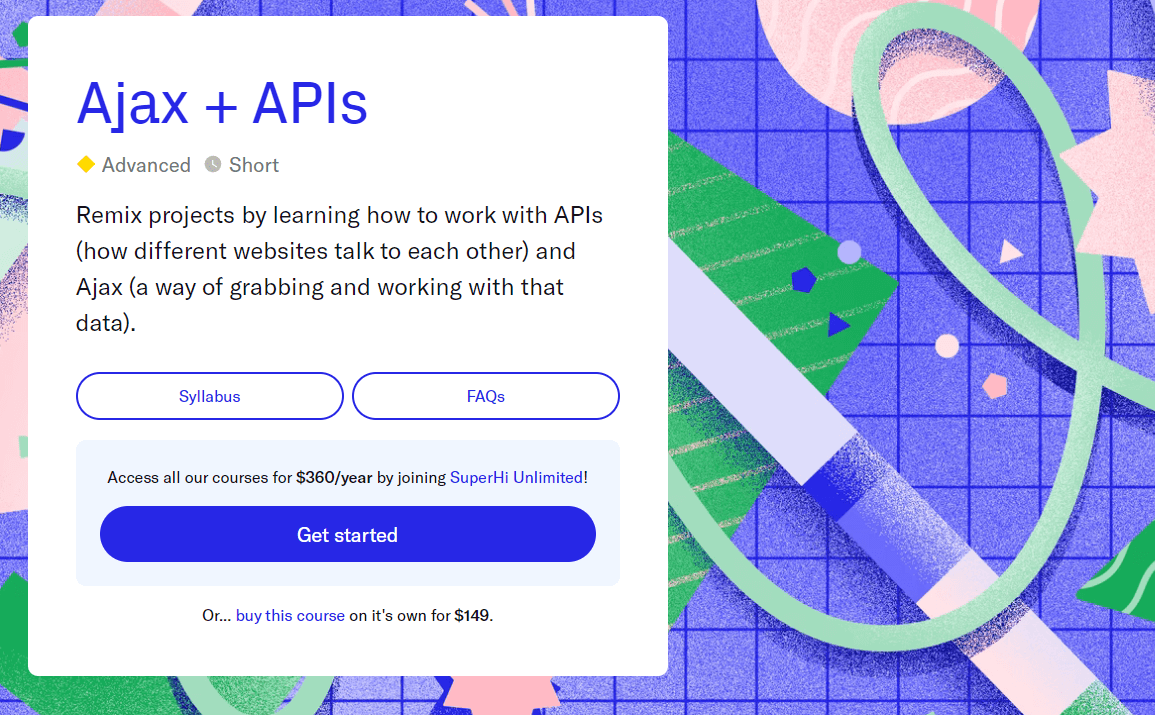 Ajax + APIs
Advanced Short
Remix projects by learning how to work with APIs
(how different websites talk to each other) and
Ajax (a way of grabbing and working with that
data).
Syllabus FAQs
Access all our courses for $360/year by joining SuperHi Unlimited!
Get started
Or... buy this course on it's own for $149.